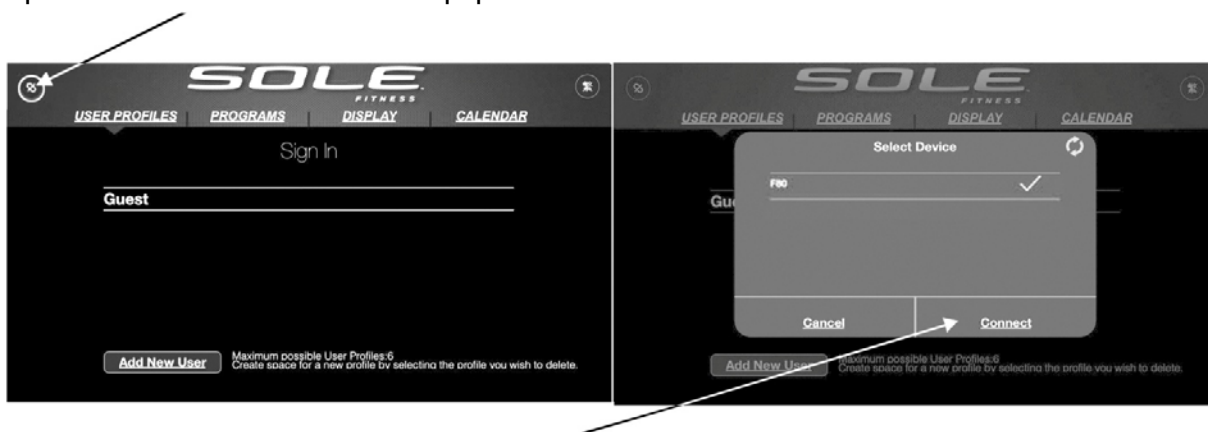 SOLE
FITNESS
USER PROFILES PROGRAMS DISPLAY CALENDAR
Sign In
Guest
Add New User
Maximum possible User Profiles:6
Create space for a new profile by selecting the profile you wish to delete.
SOLE
FITNESS
USER PROFILES PROGRAMS DISPLAY CALENDAR
Select Device
F80
Gue
Cancel Connect
Add New User
Maximum possible User Profiles:6
Create space for a new profile by selecting the profile you wish to delete.